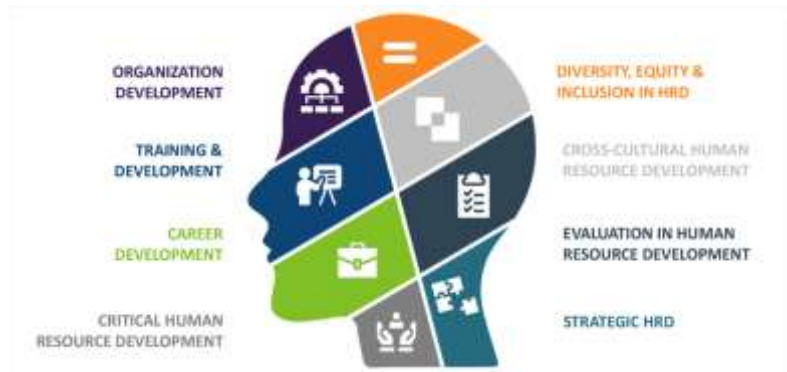 ORGANIZATION
DEVELOPMENT
DIVERSITY, EQUITY &
INCLUSION IN HRD
TRAINING &
DEVELOPMENT
CROSS-CULTURAL HUMAN
RESOURCE DEVELOPMENT
CAREER
DEVELOPMENT
EVALUATION IN HUMAN
RESOURCE DEVELOPMENT
CRITICAL HUMAN
RESOURCE DEVELOPMENT
STRATEGIC HRD